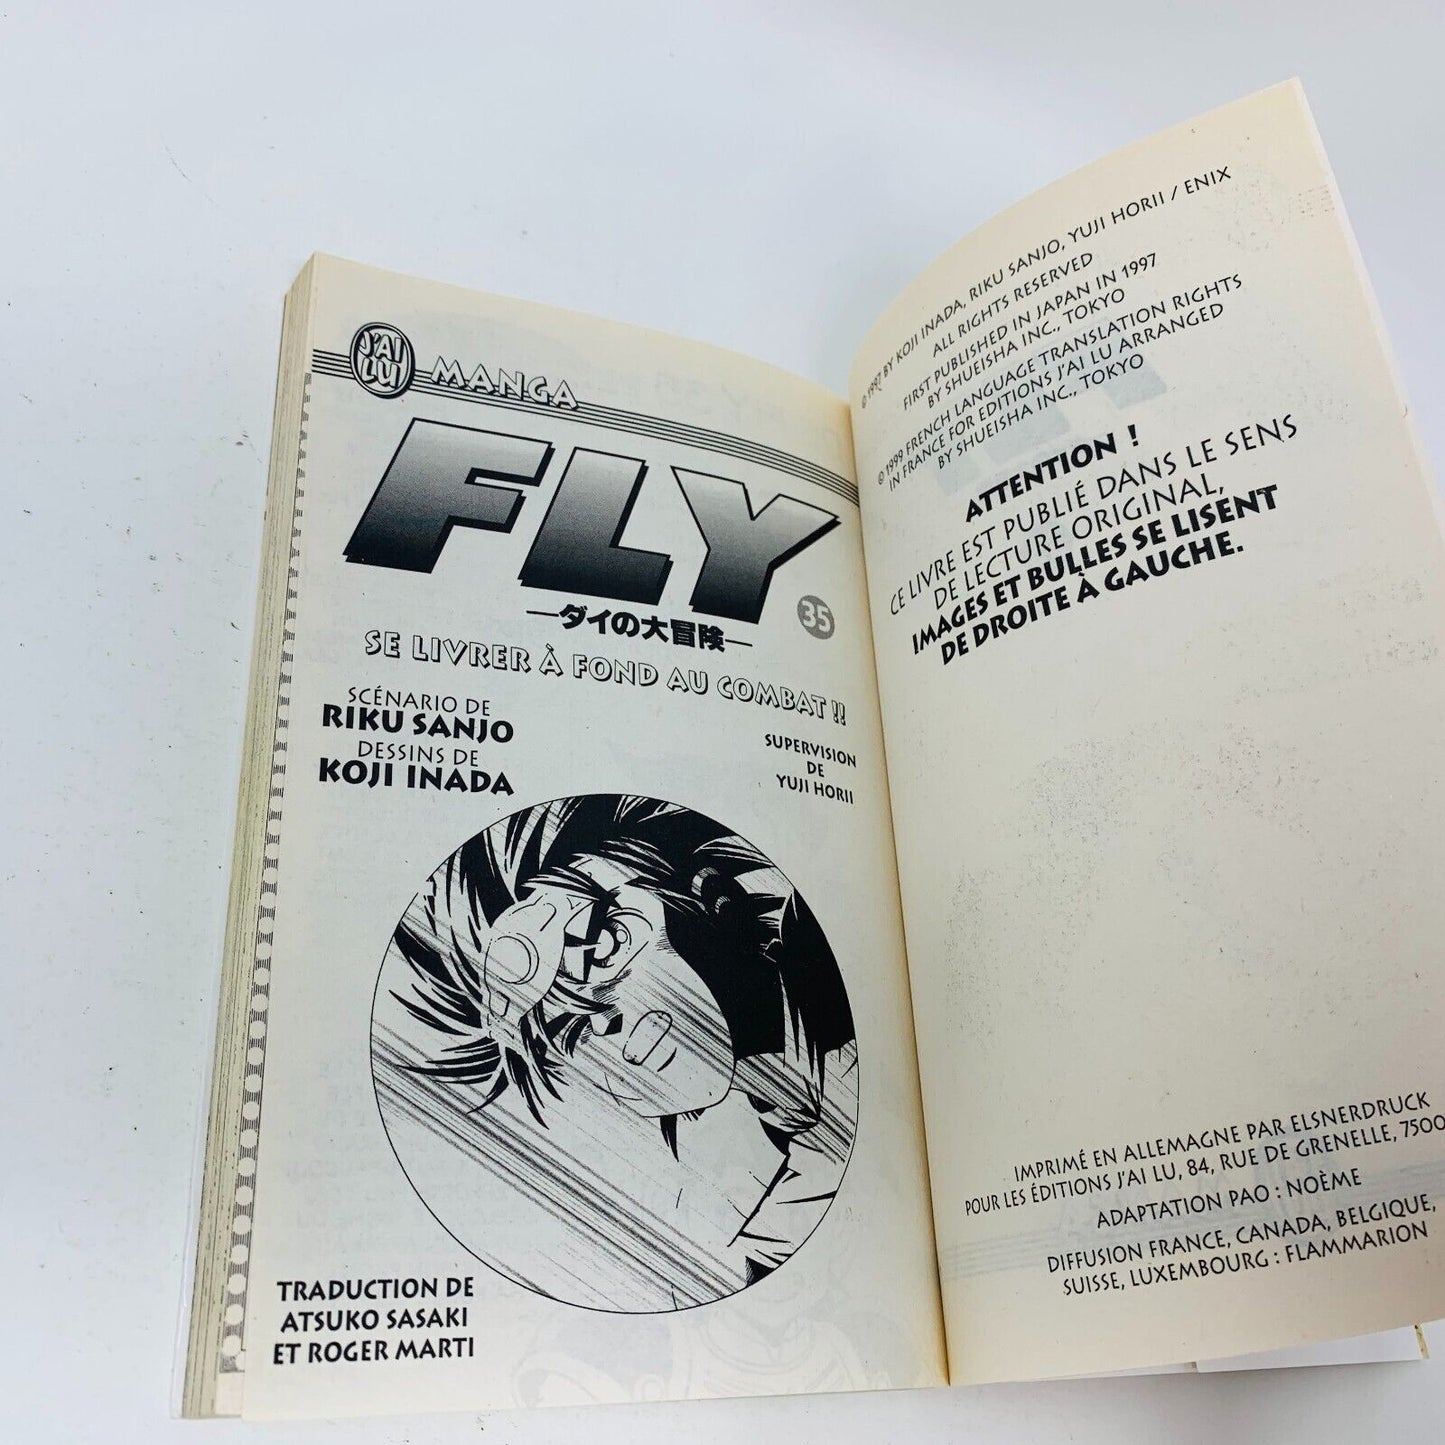 J'AI
LU
MANGA
FLY
—ダイの大冒険—
35
SE LIVRER À FOND AU COMBAT !!
SCÉNARIO DE
RIKU SANJO
DESSINS DE
KOJI INADA
SUPERVISION
DE
YUJI HORII
TRADUCTION DE
ATSUKO SASAKI
ET ROGER MARTI
© 1997 BY KOJI INADA, RIKU SANJO, YUJI HORII / ENIX
ALL RIGHTS RESERVED
FIRST PUBLISHED IN JAPAN IN 1997
BY SHUEISHA INC., TOKYO
© 1999 FRENCH LANGUAGE TRANSLATION RIGHTS
IN FRANCE FOR EDITIONS J'AI LU ARRANGED
BY SHUEISHA INC., TOKYO
ATTENTION !
CE LIVRE EST PUBLIÉ DANS LE SENS
DE LECTURE ORIGINAL,
IMAGES ET BULLES SE LISENT
DE DROITE À GAUCHE.
IMPRIMÉ EN ALLEMAGNE PAR ELSNERDRUCK
POUR LES ÉDITIONS J'AI LU, 84, RUE DE GRENELLE, 7500
ADAPTATION PAO : NOÈME
DIFFUSION FRANCE, CANADA, BELGIQUE,
SUISSE, LUXEMBOURG : FLAMMARION